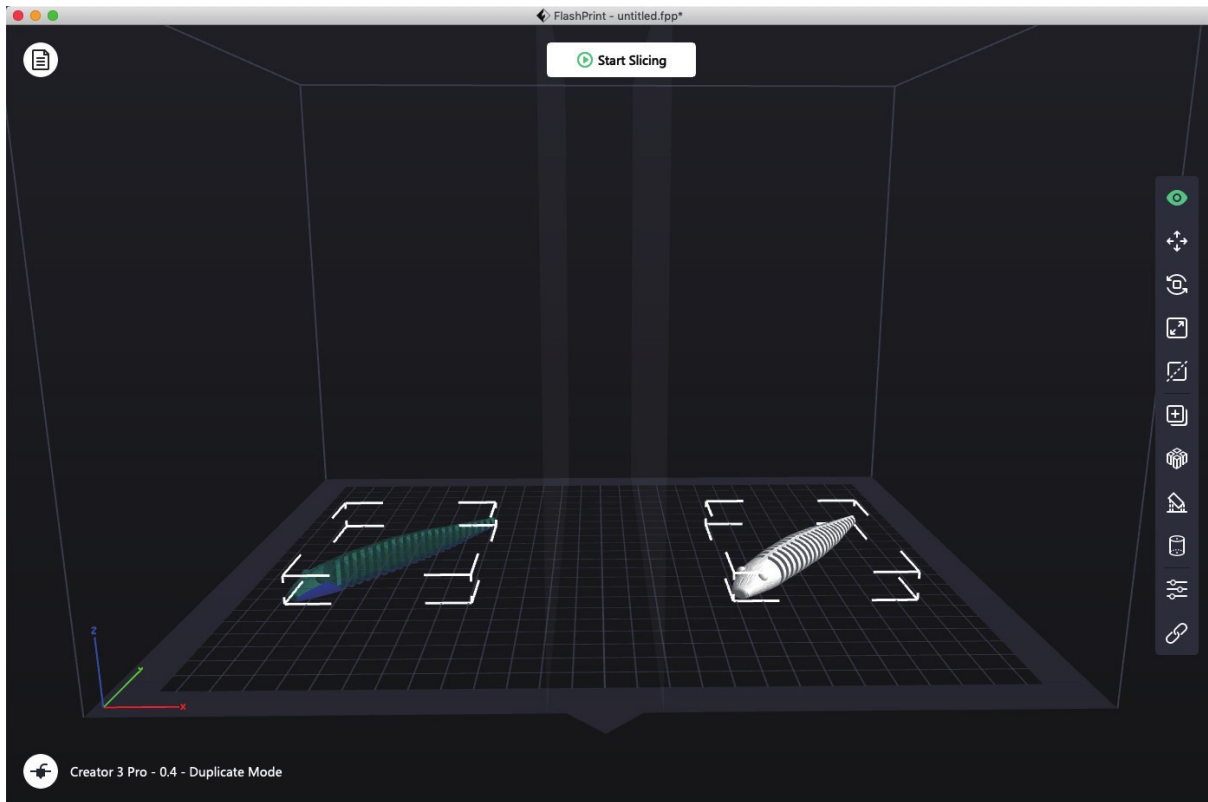 FlashPrint - untitled.fpp*
Start Slicing
Z
Y
X
Creator 3 Pro - 0.4 - Duplicate Mode